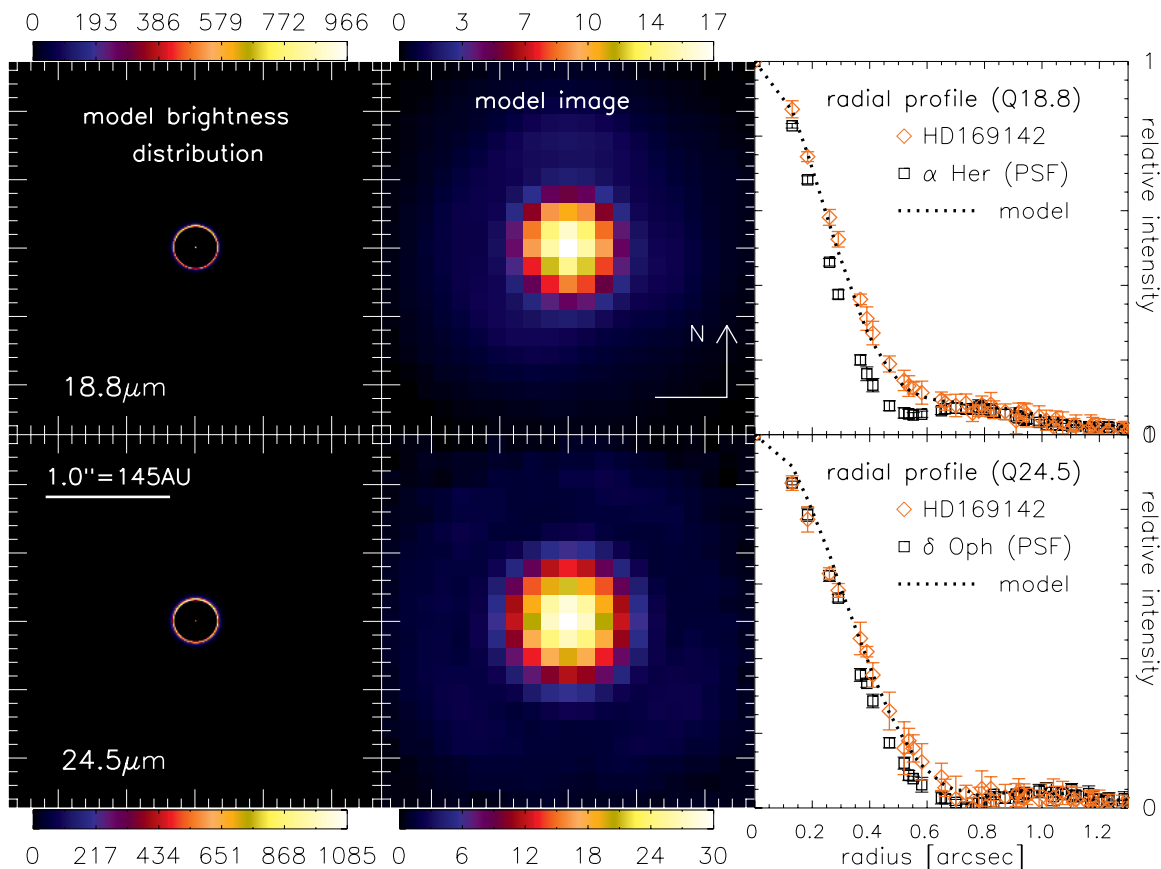 0 193 386 579 772 966
0 3 7 10 14 17
model brightness
distribution
18.8μm
model image
N
radial profile (Q18.8)
HD169142
α Her (PSF)
model
1
relative intensity
0
1.0''=145AU
24.5μm
radial profile (Q24.5)
HD169142
δ Oph (PSF)
model
1
relative intensity
0
0 0.2 0.4 0.6 0.8 1.0 1.2
radius [arcsec]
0 217 434 651 868 1085
0 6 12 18 24 30